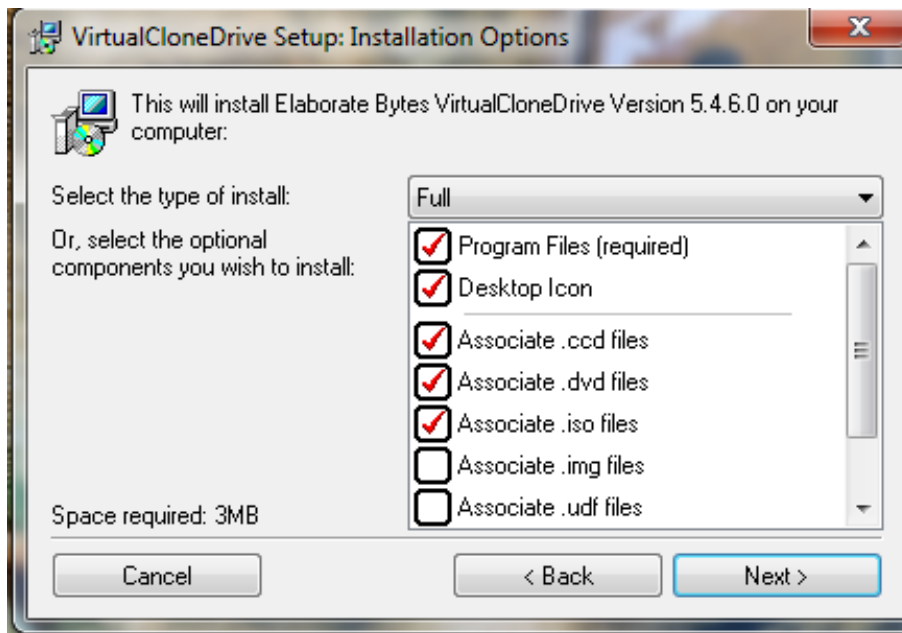 VirtualCloneDrive Setup: Installation Options
This will install Elaborate Bytes VirtualCloneDrive Version 5.4.6.0 on your
computer:
Select the type of install:
Full
Or, select the optional
components you wish to install:
Program Files (required)
Desktop Icon
Associate .ccd files
Associate .dvd files
Associate .iso files
Associate .img files
Associate .udf files
Space required: 3MB
Cancel
< Back
Next >